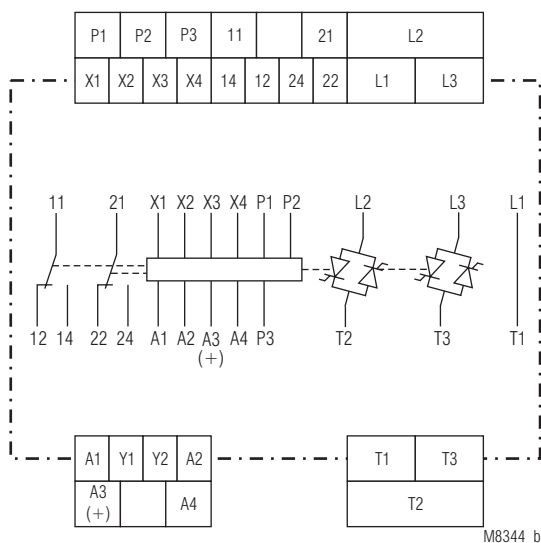 P1 P2 P3 11 21 L2
X1 X2 X3 X4 14 12 24 22 L1 L3
11 21 X1 X2 X3 X4 P1 P2 L2 L3 L1
12 14 22 24 A1 A2 A3 A4 P3 T2 T3 T1
(+)
A1 Y1 Y2 A2 T1 T3
A3 A4 T2
(+)
M8344_b